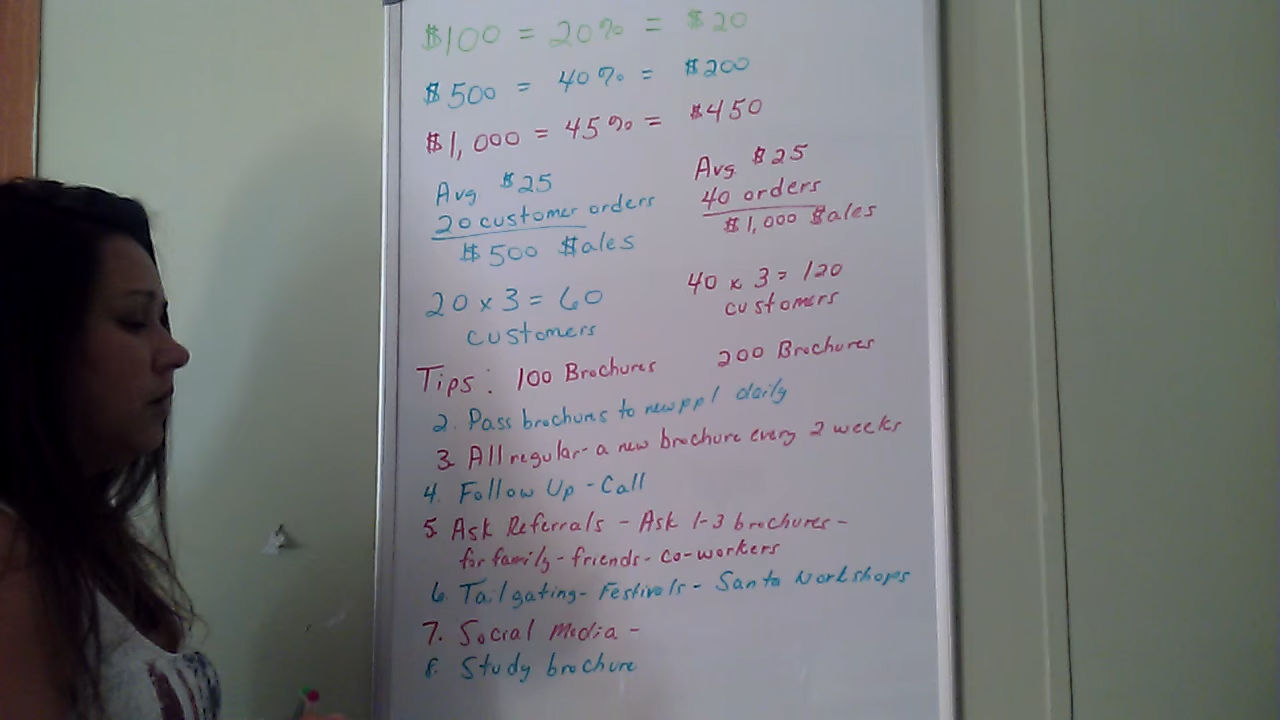 $100 = 20% = $20
$500 = 40% = $200
$1,000 = 45% = $450
Avg $25
20 customer orders
$500 $ales
20 x 3 = 60
customers
Avg $25
40 orders
$1,000 $ales
40 x 3 = 120
customers
Tips: 100 Brochures 200 Brochures
2. Pass brochures to new ppl daily
3. All regular - a new brochure every 2 weeks
4. Follow Up - Call
5. Ask Referrals - Ask 1-3 brochures -
for family - friends - co-workers
6. Tailgating - Festivals - Santa Workshops
7. Social Media -
8. Study brochure